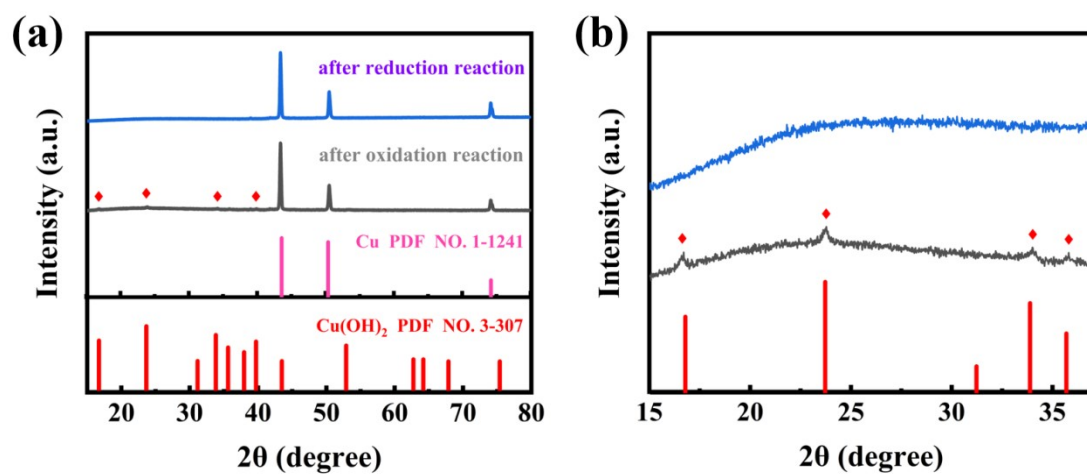 (a)
after reduction reaction
after oxidation reaction
Cu PDF NO. 1-1241
Cu(OH)₂ PDF NO. 3-307
Intensity (a.u.)
20 30 40 50 60 70 80
2θ (degree)
(b)
Intensity (a.u.)
15 20 25 30 35
2θ (degree)